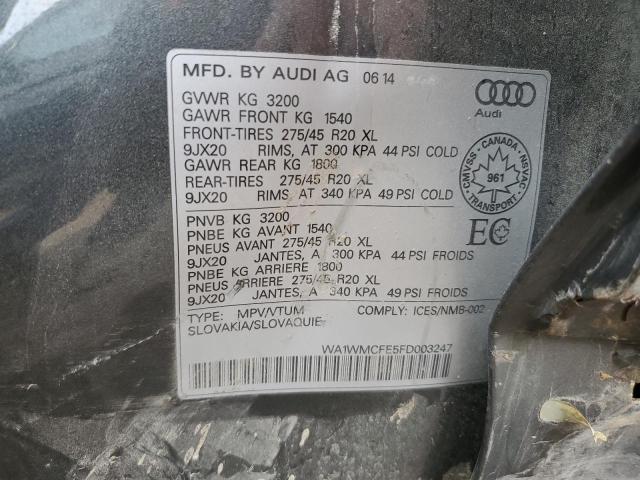 MFD. BY AUDI AG 06 14
Audi
GVWR KG 3200
GAWR FRONT KG 1540
FRONT-TIRES 275/45 R20 XL
9JX20 RIMS, AT 300 KPA 44 PSI COLD
GAWR REAR KG 1800
REAR-TIRES 275/45 R20 XL
9JX20 RIMS, AT 340 KPA 49 PSI COLD
CMVSS - CANADA - NSVAC
961
TRANSPORT
PNVB KG 3200
PNBE KG AVANT 1540
PNEUS AVANT 275/45 R20 XL
9JX20 JANTES, A 300 KPA 44 PSI FROIDS
PNBE KG ARRIERE 1800
PNEUS ARRIERE 275/45 R20 XL
9JX20 JANTES, A 340 KPA 49 PSI FROIDS
EC
TYPE: MPV/VTUM COMPLY: ICES/NMB-002
SLOVAKIA/SLOVAQUIE
WA1WMCFE5FD003247